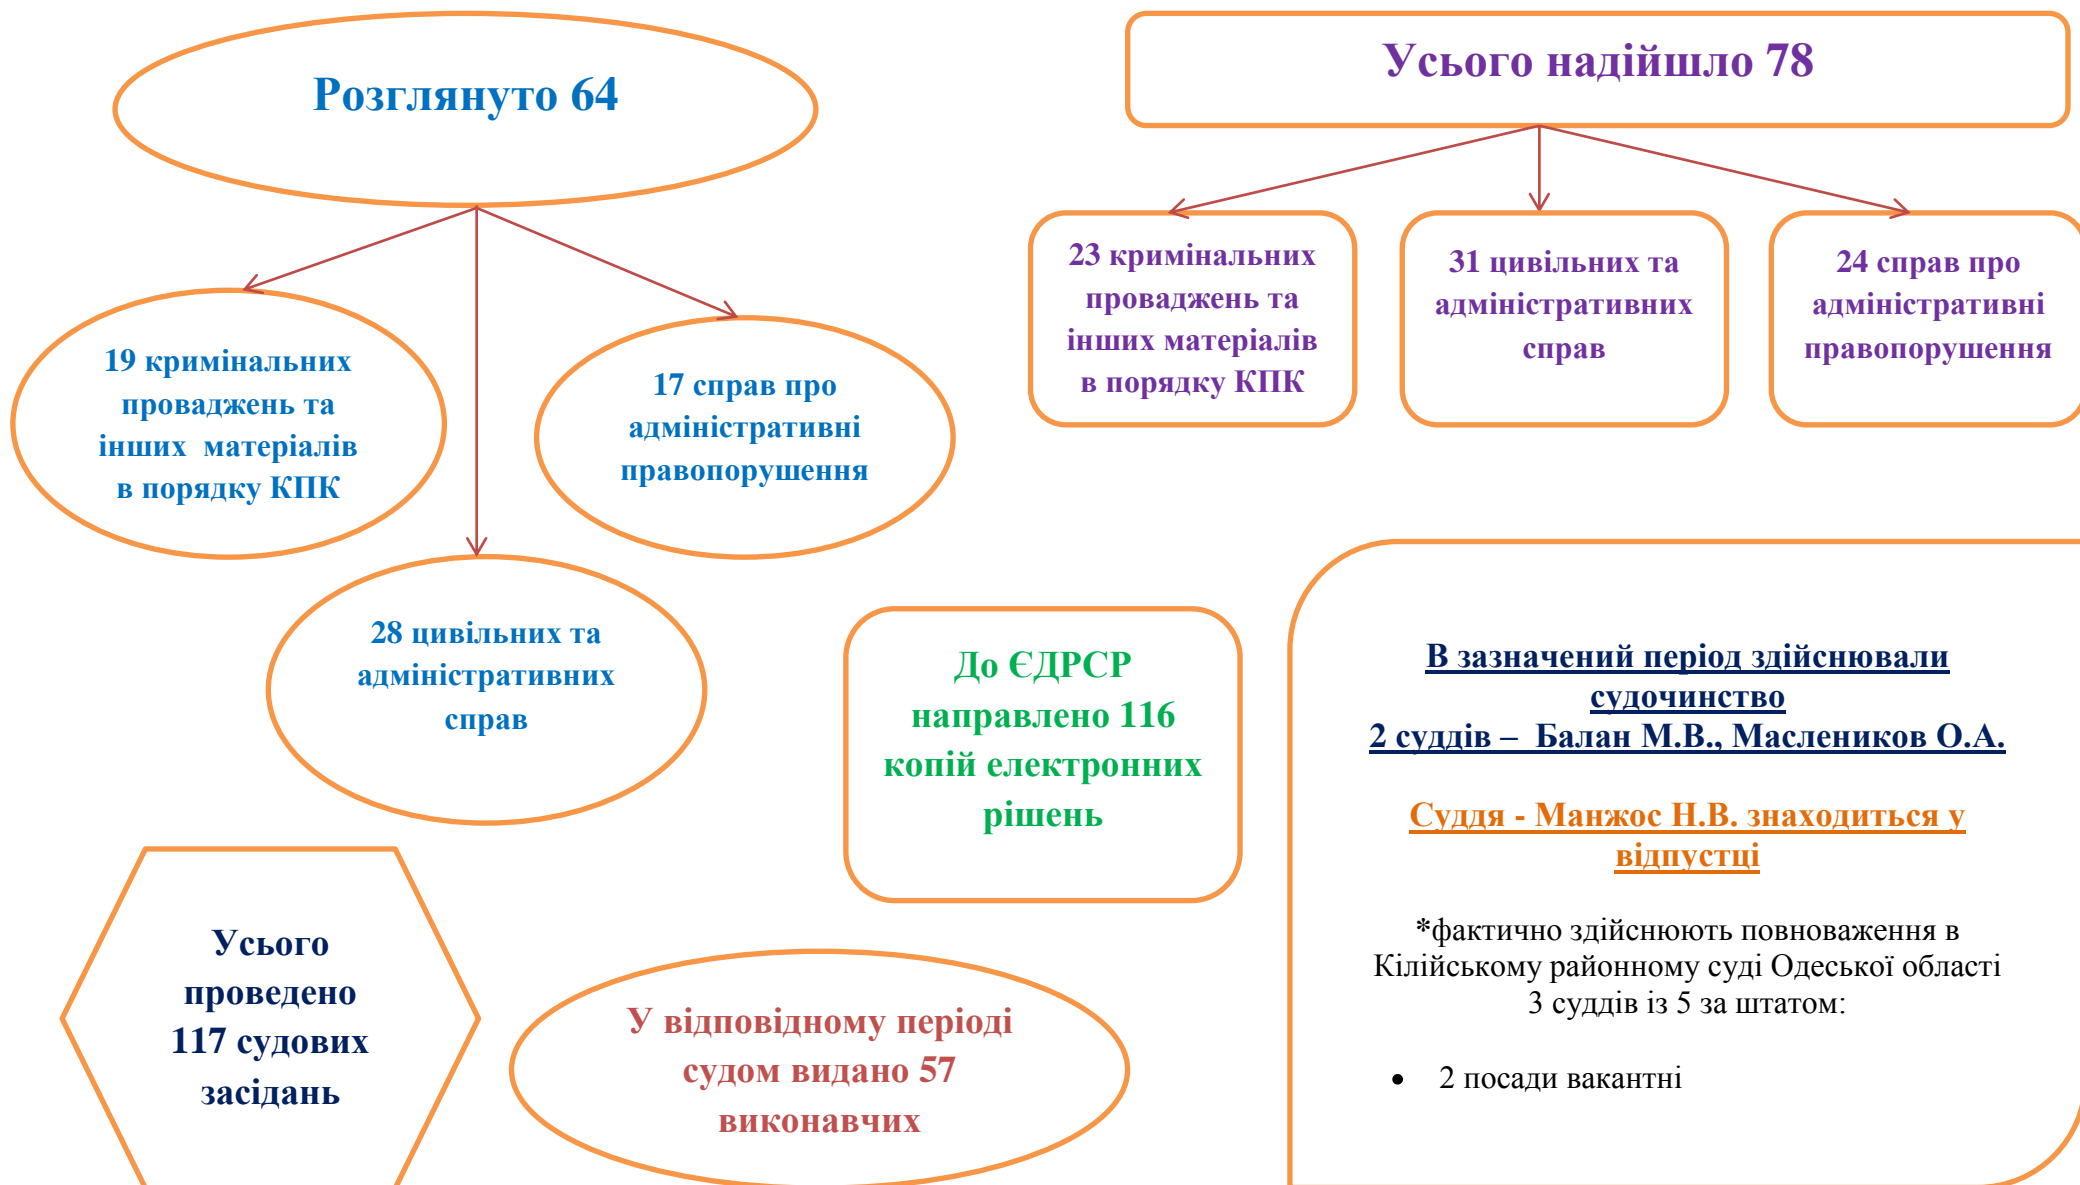 Розглянуто 64
19 кримінальних
проваджень та
інших матеріалів
в порядку КПК
17 справ про
адміністративні
правопорушення
28 цивільних та
адміністративних
справ
Усього надійшло 78
23 кримінальних
проваджень та
інших матеріалів
в порядку КПК
31 цивільних та
адміністративних
справ
24 справ про
адміністративні
правопорушення
До ЄДРСР
направлено 116
копій електронних
рішень
В зазначений період здійснювали
судочинство
2 суддів – Балан М.В., Маслеников О.А.
Суддя - Манжос Н.В. знаходиться у
відпустці
*фактично здійснюють повноваження в
Кілійському районному суді Одеської області
3 суддів із 5 за штатом:
• 2 посади вакантні
Усього
проведено
117 судових
засідань
У відповідному періоді
судом видано 57
виконавчих